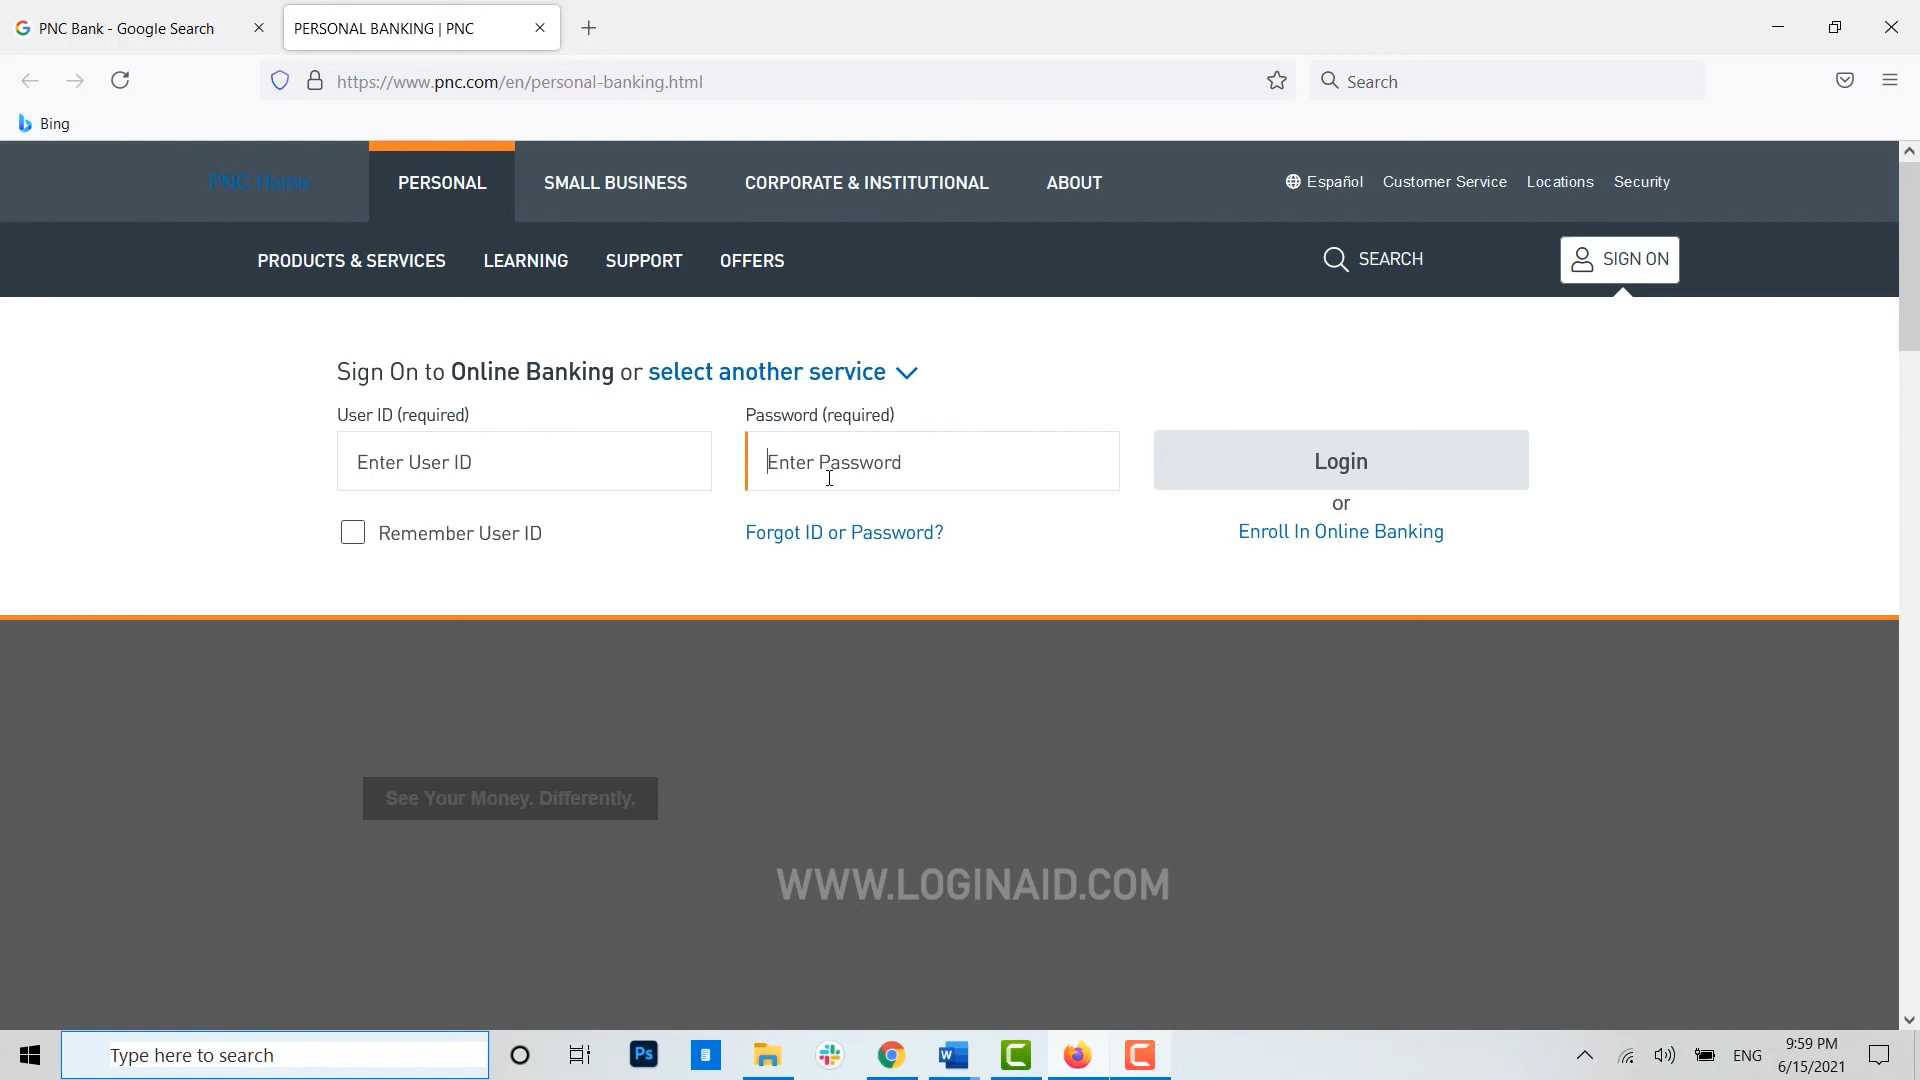 PNC Bank - Google Search
PERSONAL BANKING | PNC
https://www.pnc.com/en/personal-banking.html
Search
Bing
PNC Home
PERSONAL
SMALL BUSINESS
CORPORATE & INSTITUTIONAL
ABOUT
Español
Customer Service
Locations
Security
PRODUCTS & SERVICES
LEARNING
SUPPORT
OFFERS
SEARCH
SIGN ON
Sign On to Online Banking or select another service
User ID (required)
Password (required)
Enter User ID
Enter Password
Login
or
Remember User ID
Forgot ID or Password?
Enroll In Online Banking
See Your Money. Differently.
WWW.LOGINAID.COM
Type here to search
Ps
W
ENG
9:59 PM
6/15/2021